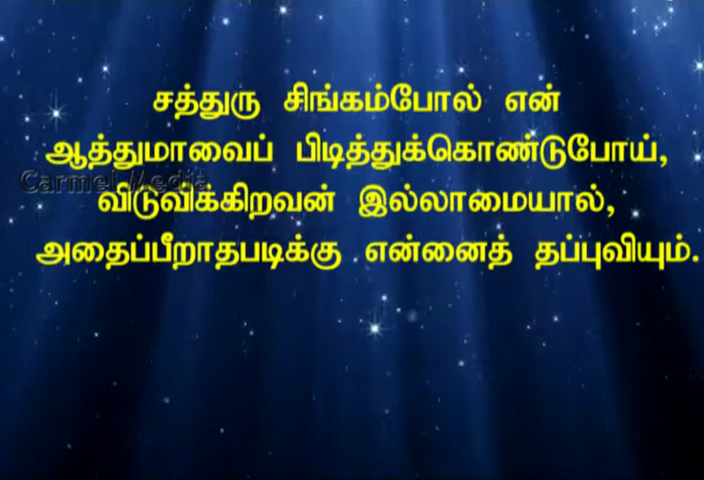 சத்துரு சிங்கம்போல் என்
ஆத்துமாவைப் பிடித்துக்கொண்டுபோய்,
Carmel Media
விடுவிக்கிறவன் இல்லாமையால்,
அதைப்பீறாதபடிக்கு என்னைத் தப்புவியும்.